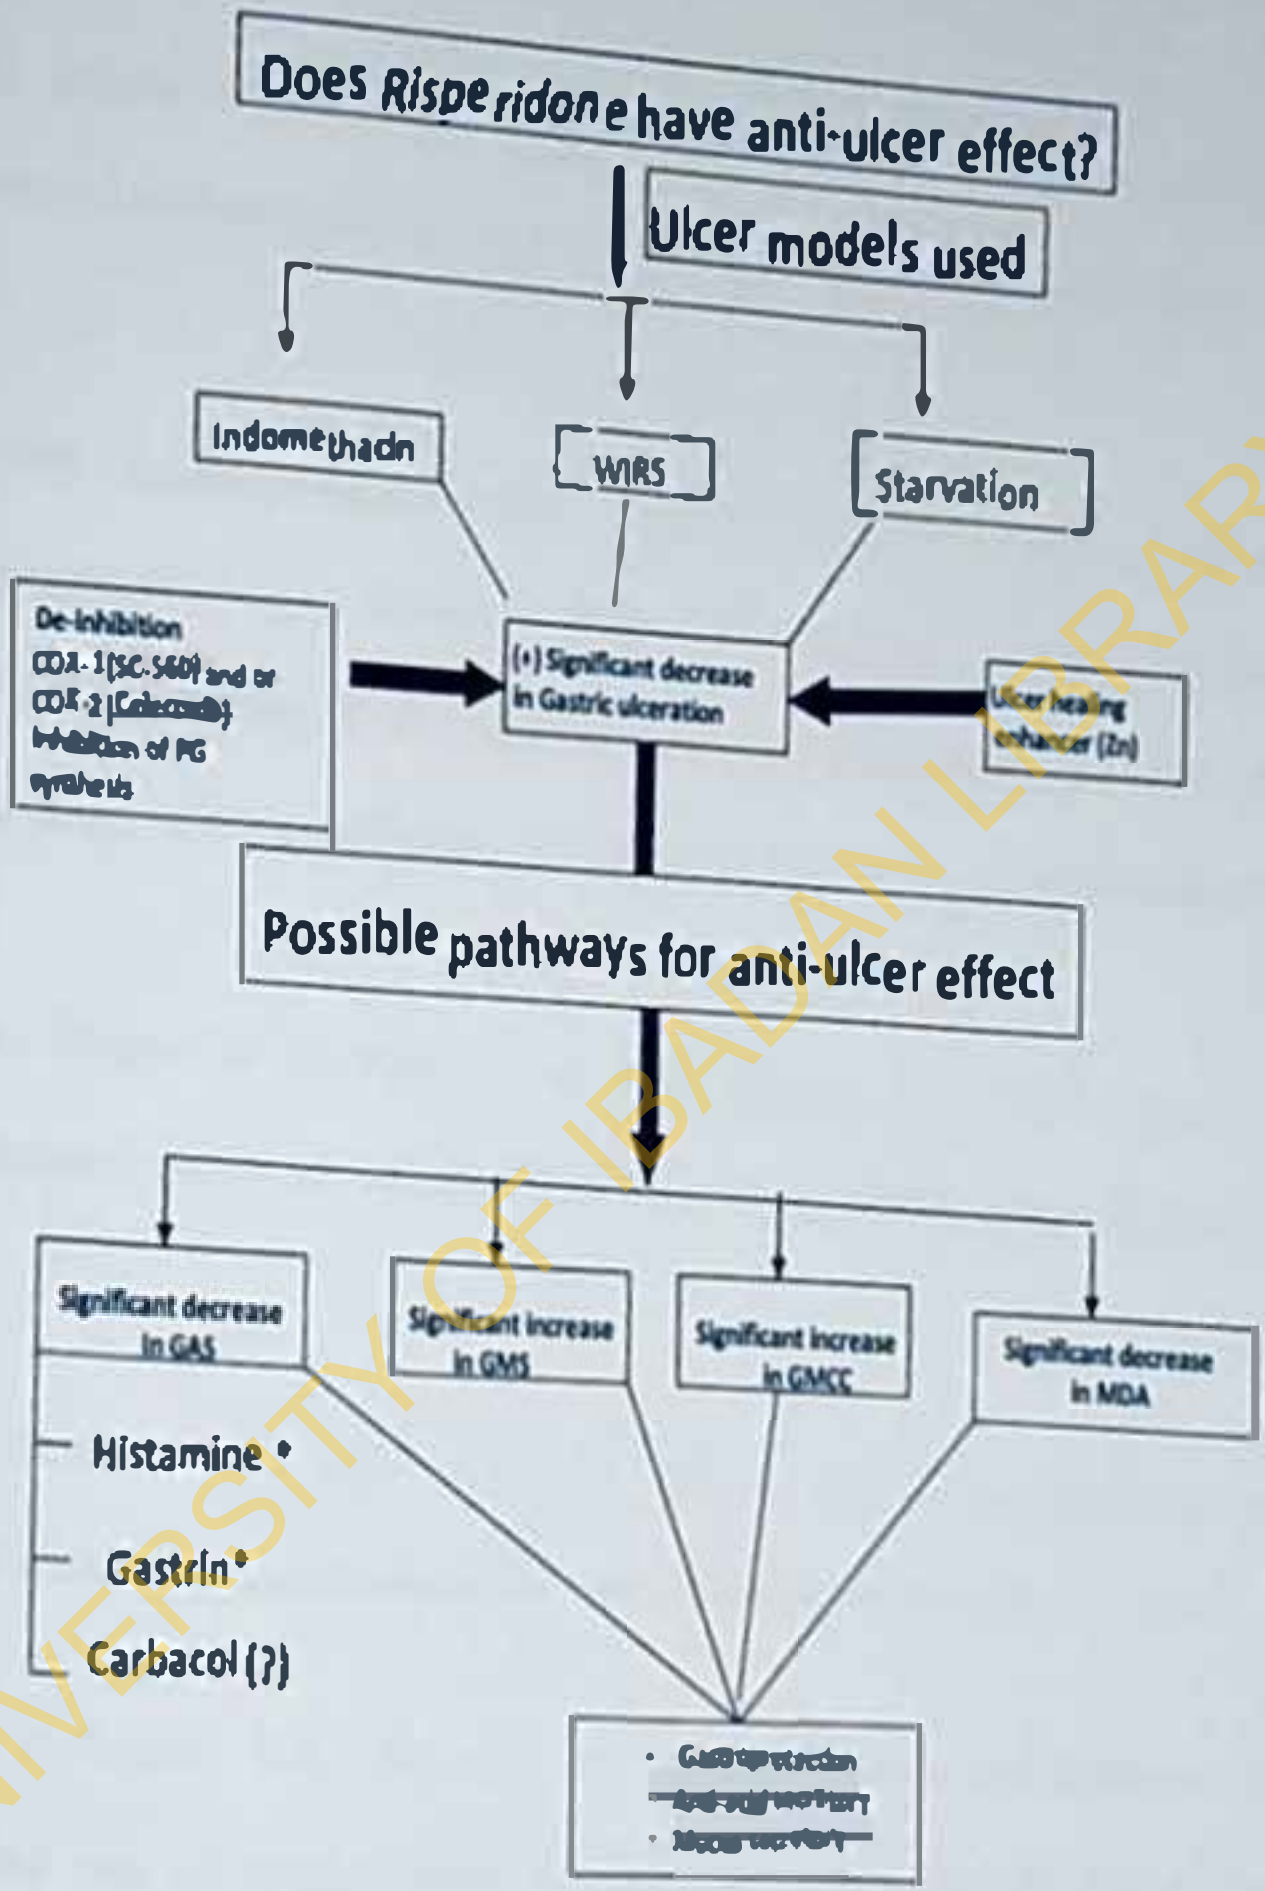 Does Risperidone have anti-ulcer effect?
Ulcer models used
Indomethacin
WIRS
Starvation
De-Inhibition
COX-1 (SC-560) and or
COX-2
Inhibition of PG
(+) Significant decrease
in Gastric ulceration
Ulcer healing
enhancer (Zn)
Possible pathways for anti-ulcer effect
Significant decrease
in GAS
Significant increase
in GMS
Significant increase
in GMCC
Significant decrease
in MDA
Histamine *
Gastrin*
Carbacol (?)
UNIVERSITY OF IBADAN LIBRARY